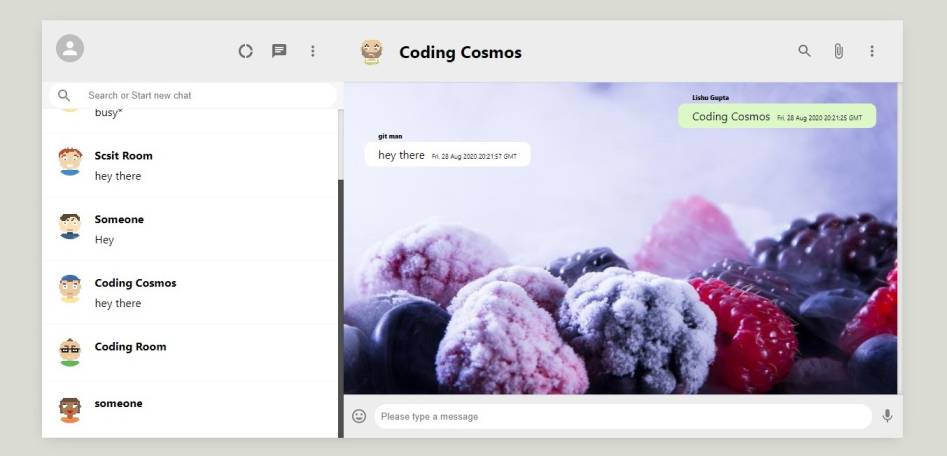 Coding Cosmos
Search or Start new chat
busy*
Scsit Room
hey there
Someone
Hey
Coding Cosmos
hey there
Coding Room
someone
Lishu Gupta
Coding Cosmos Fri, 28 Aug 2020 20:21:25 GMT
git man
hey there Fri, 28 Aug 2020 20:21:57 GMT
Please type a message